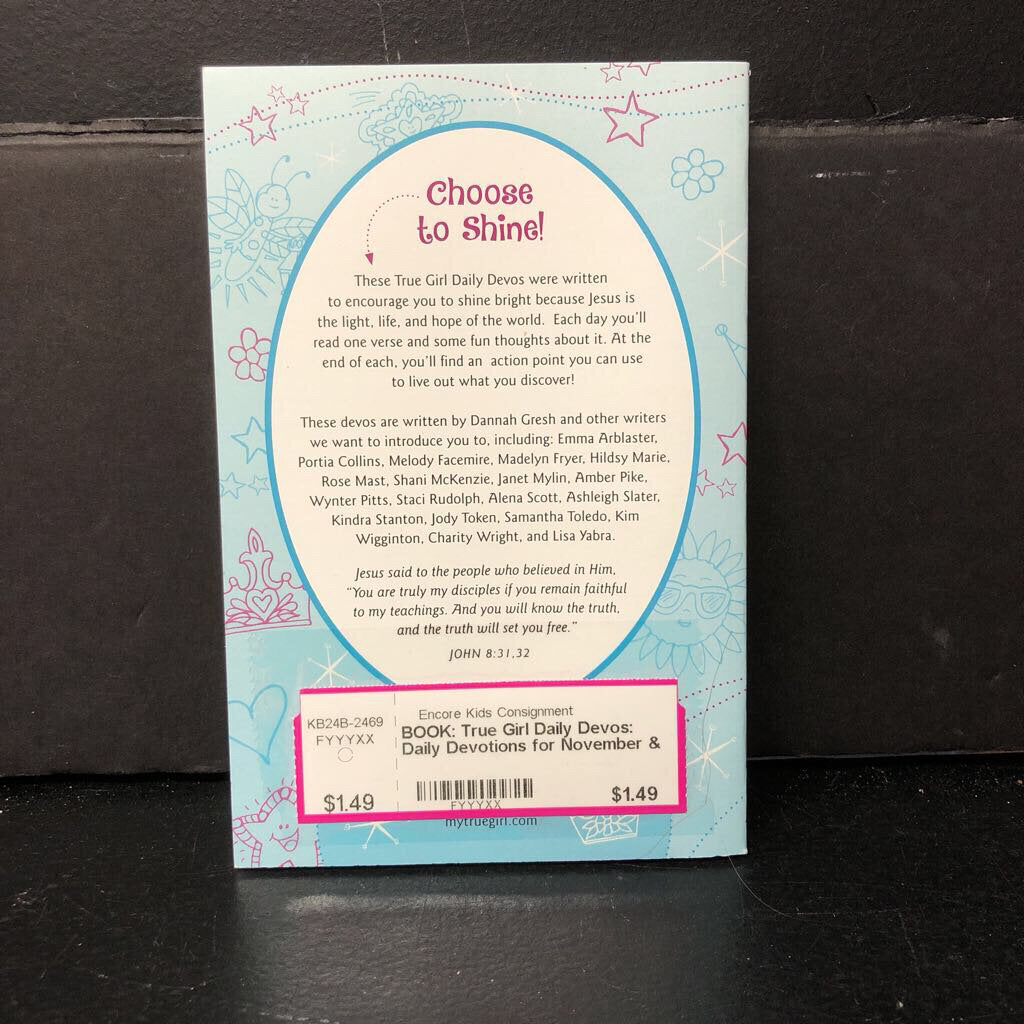 Choose
to Shine!
These True Girl Daily Devos were written
to encourage you to shine bright because Jesus is
the light, life, and hope of the world. Each day you'll
read one verse and some fun thoughts about it. At the
end of each, you'll find an action point you can use
to live out what you discover!
These devos are written by Dannah Gresh and other writers
we want to introduce you to, including: Emma Arblaster,
Portia Collins, Melody Facemire, Madelyn Fryer, Hildsy Marie,
Rose Mast, Shani McKenzie, Janet Mylin, Amber Pike,
Wynter Pitts, Staci Rudolph, Alena Scott, Ashleigh Slater,
Kindra Stanton, Jody Token, Samantha Toledo, Kim
Wigginton, Charity Wright, and Lisa Yabra.
Jesus said to the people who believed in Him,
"You are truly my disciples if you remain faithful
to my teachings. And you will know the truth,
and the truth will set you free."
JOHN 8:31,32
KB24B-2469
FYYYXX
$1.49
Encore Kids Consignment
BOOK: True Girl Daily Devos:
Daily Devotions for November &
FYYYXX
$1.49
mytruegirl.com